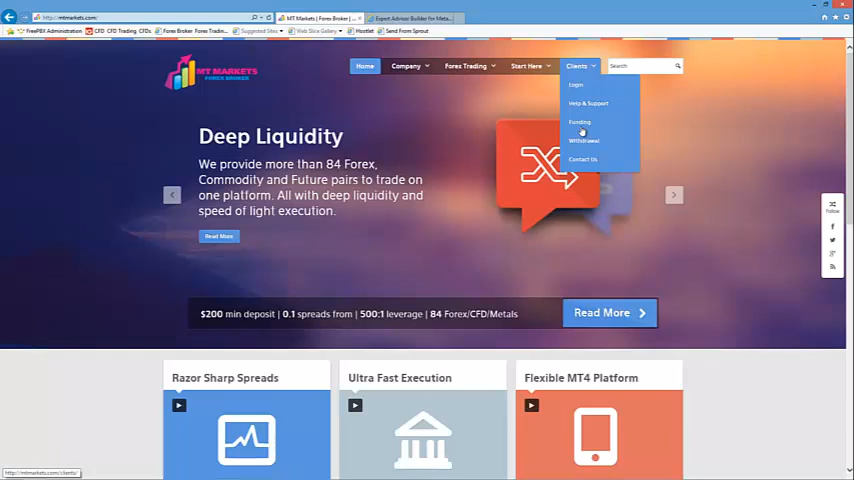 http://mtmarkets.com/
MT Markets | Forex Broker | ...
Expert Advisor Builder for Meta...
FreePBX Administration
CFD Trading CFDs
Forex Broker Forex Tradin...
Suggested Sites
Web Slice Gallery
Hostlet
Send From Sprout
MT MARKETS
FOREX BROKER
Home
Company
Forex Trading
Start Here
Clients
Search
Login
Help & Support
Funding
Withdrawal
Contact Us
Deep Liquidity
We provide more than 84 Forex,
Commodity and Future pairs to trade on
one platform. All with deep liquidity and
speed of light execution.
Read More
Follow
$200 min deposit | 0.1 spreads from | 500:1 leverage | 84 Forex/CFD/Metals
Read More
Razor Sharp Spreads
Ultra Fast Execution
Flexible MT4 Platform
http://mtmarkets.com/clients/